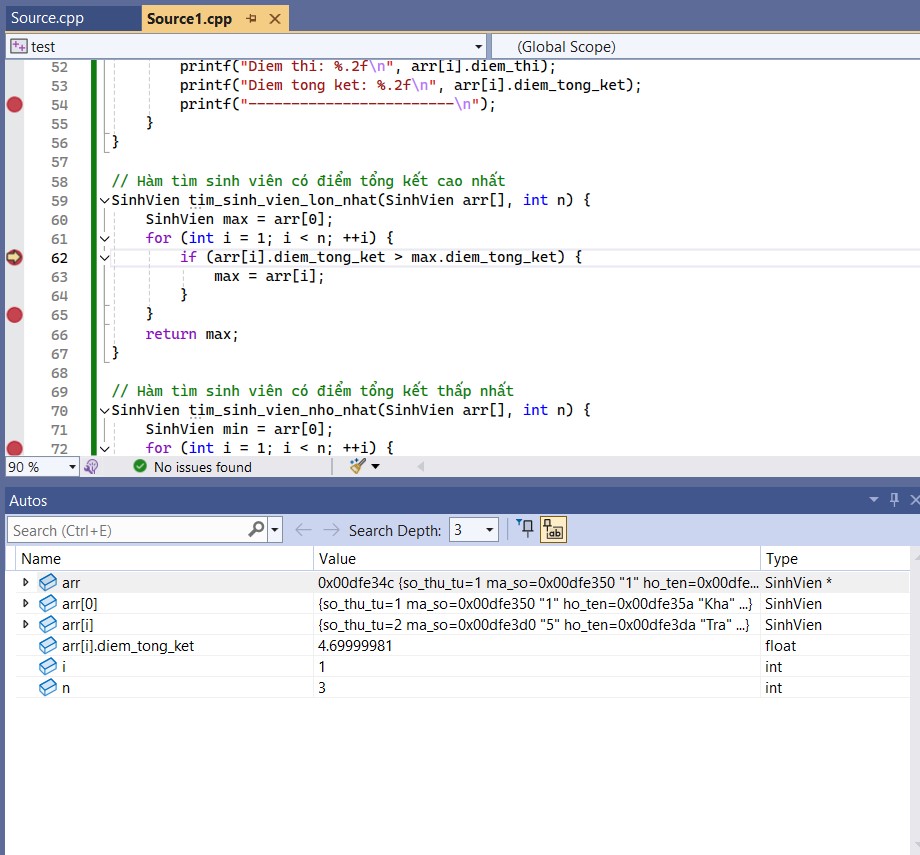 Source.cpp Source1.cpp
test (Global Scope)
52 printf("Diem thi: %.2f\n", arr[i].diem_thi);
53 printf("Diem tong ket: %.2f\n", arr[i].diem_tong_ket);
54 printf("------------------------\n");
55 }
56 }
57
58 // Hàm tìm sinh viên có điểm tổng kết cao nhất
59 SinhVien tim_sinh_vien_lon_nhat(SinhVien arr[], int n) {
60 SinhVien max = arr[0];
61 for (int i = 1; i < n; ++i) {
62 if (arr[i].diem_tong_ket > max.diem_tong_ket) {
63 max = arr[i];
64 }
65 }
66 return max;
67 }
68
69 // Hàm tìm sinh viên có điểm tổng kết thấp nhất
70 SinhVien tim_sinh_vien_nho_nhat(SinhVien arr[], int n) {
71 SinhVien min = arr[0];
72 for (int i = 1; i < n; ++i) {
90 % No issues found
Autos
Search (Ctrl+E) Search Depth: 3
Name Value Type
arr 0x00dfe34c {so_thu_tu=1 ma_so=0x00dfe350 "1" ho_ten=0x00dfe... SinhVien *
arr[0] {so_thu_tu=1 ma_so=0x00dfe350 "1" ho_ten=0x00dfe35a "Kha" ...} SinhVien
arr[i] {so_thu_tu=2 ma_so=0x00dfe3d0 "5" ho_ten=0x00dfe3da "Tra" ...} SinhVien
arr[i].diem_tong_ket 4.69999981 float
i 1 int
n 3 int